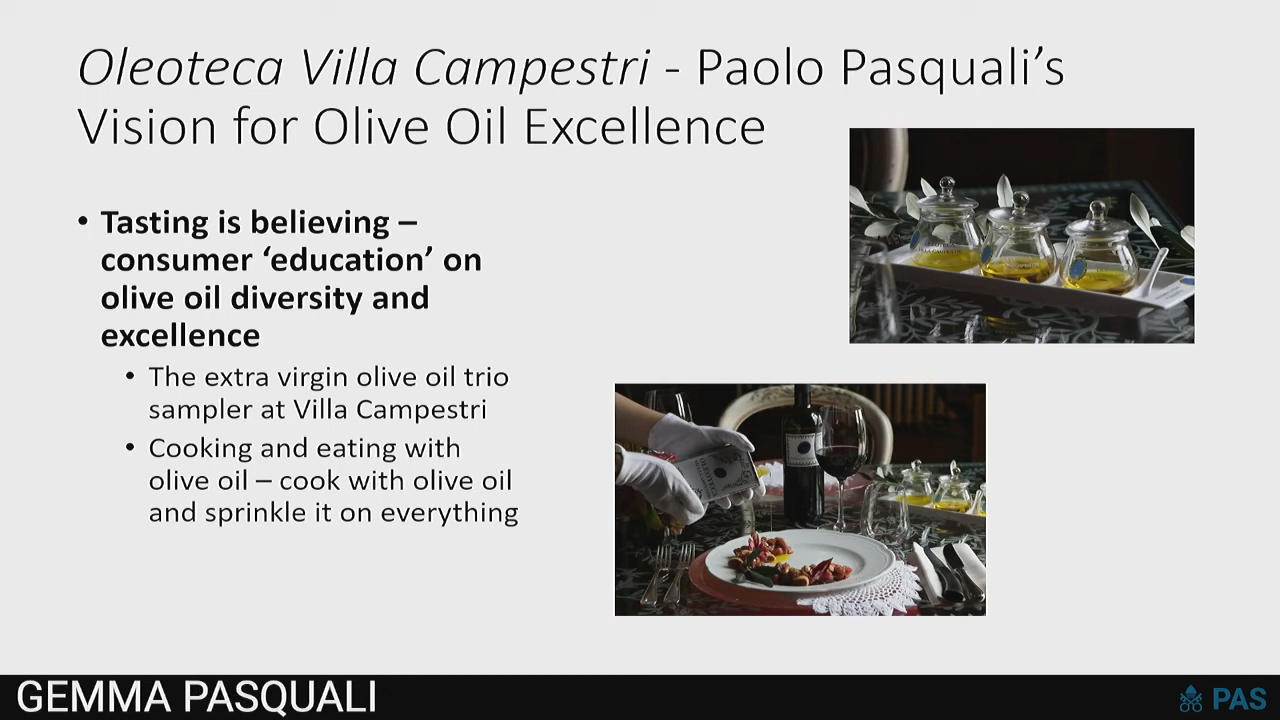 Oleoteca Villa Campestri - Paolo Pasquali’s
Vision for Olive Oil Excellence
• Tasting is believing –
consumer ‘education’ on
olive oil diversity and
excellence
• The extra virgin olive oil trio
sampler at Villa Campestri
• Cooking and eating with
olive oil – cook with olive oil
and sprinkle it on everything
GEMMA PASQUALI
PAS